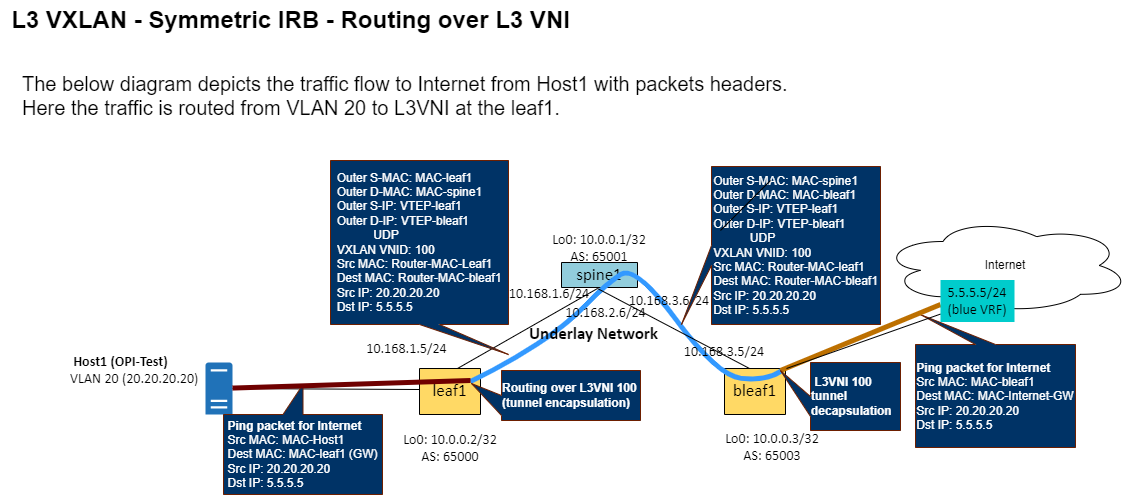 L3 VXLAN - Symmetric IRB - Routing over L3 VNI
The below diagram depicts the traffic flow to Internet from Host1 with packets headers.
Here the traffic is routed from VLAN 20 to L3VNI at the leaf1.
Outer S-MAC: MAC-leaf1
Outer D-MAC: MAC-spine1
Outer S-IP: VTEP-leaf1
Outer D-IP: VTEP-bleaf1
UDP
VXLAN VNID: 100
Src MAC: Router-MAC-Leaf1
Dest MAC: Router-MAC-bleaf1
Src IP: 20.20.20.20
Dst IP: 5.5.5.5
Outer S-MAC: MAC-spine1
Outer D-MAC: MAC-bleaf1
Outer S-IP: VTEP-leaf1
Outer D-IP: VTEP-bleaf1
UDP
VXLAN VNID: 100
Src MAC: Router-MAC-leaf1
Dest MAC: Router-MAC-bleaf1
Src IP: 20.20.20.20
Dst IP: 5.5.5.5
Lo0: 10.0.0.1/32
AS: 65001
spine1
10.168.1.6/24
10.168.2.6/24
10.168.3.6/24
Underlay Network
10.168.1.5/24
10.168.3.5/24
Internet
5.5.5.5/24
(blue VRF)
Host1 (OPI-Test)
VLAN 20 (20.20.20.20)
leaf1
Routing over L3VNI 100
(tunnel encapsulation)
bleaf1
L3VNI 100
tunnel
decapsulation
Ping packet for Internet
Src MAC: MAC-bleaf1
Dest MAC: MAC-Internet-GW
Src IP: 20.20.20.20
Dst IP: 5.5.5.5
Ping packet for Internet
Src MAC: MAC-Host1
Dest MAC: MAC-leaf1 (GW)
Src IP: 20.20.20.20
Dst IP: 5.5.5.5
Lo0: 10.0.0.2/32
AS: 65000
Lo0: 10.0.0.3/32
AS: 65003